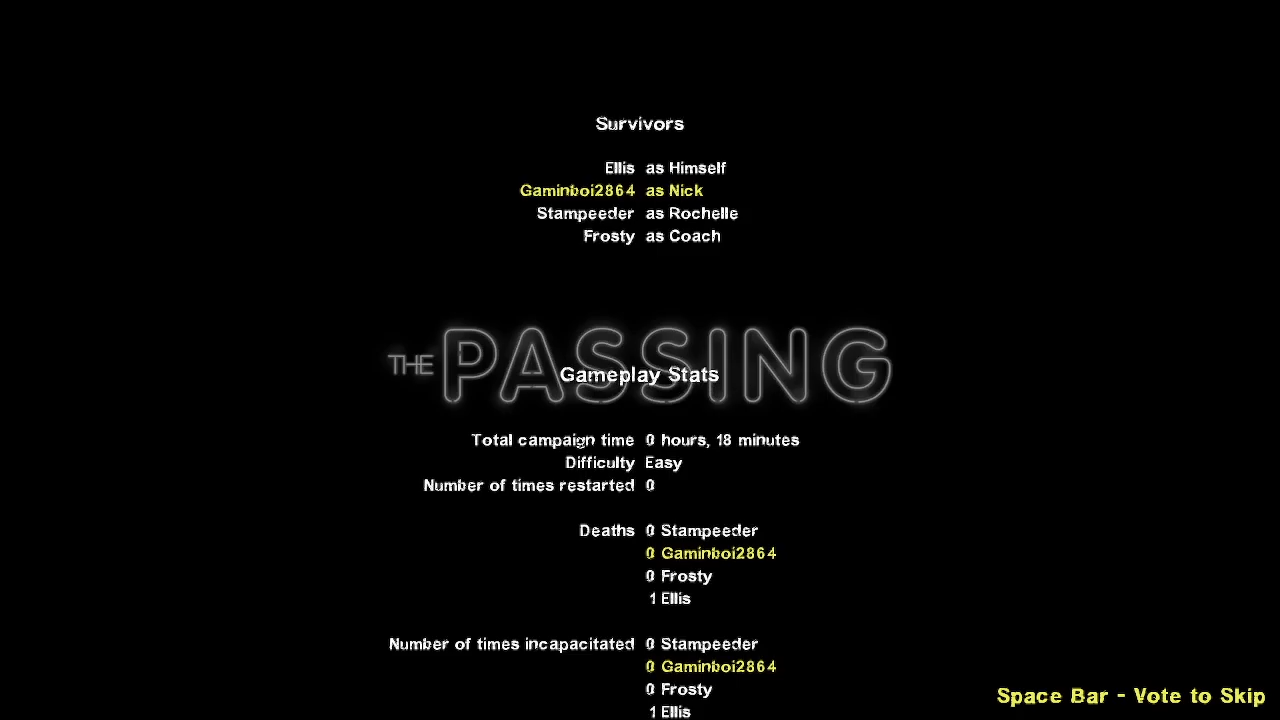 Survivors
Ellis as Himself
Gaminboi2864 as Nick
Stampeeder as Rochelle
Frosty as Coach
THE PASSING
Gameplay Stats
Total campaign time 0 hours, 18 minutes
Difficulty Easy
Number of times restarted 0
Deaths 0 Stampeeder
0 Gaminboi2864
0 Frosty
1 Ellis
Number of times incapacitated 0 Stampeeder
0 Gaminboi2864
0 Frosty
1 Ellis
Space Bar - Vote to Skip